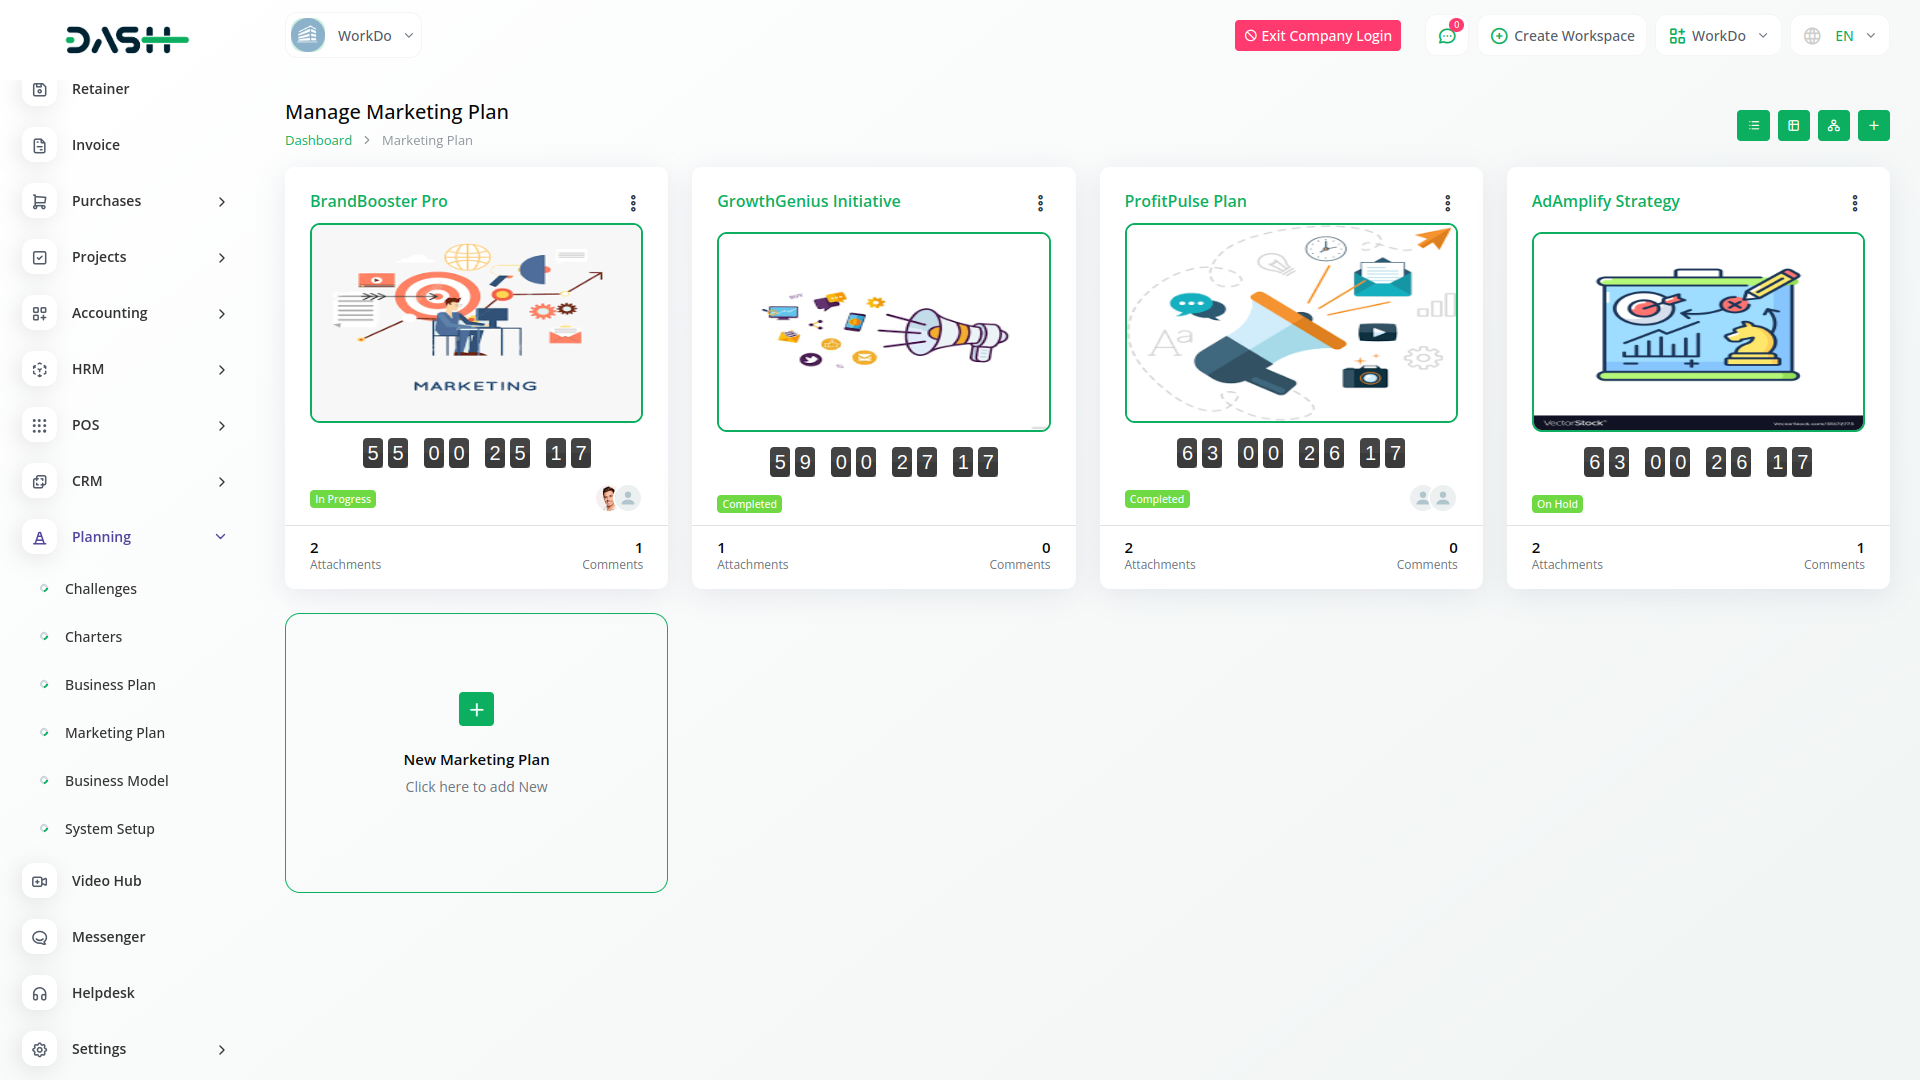 DASH
WorkDo
Exit Company Login
0
Create Workspace
WorkDo
EN
Retainer
Invoice
Purchases
Projects
Accounting
HRM
POS
CRM
Planning
Challenges
Charters
Business Plan
Marketing Plan
Business Model
System Setup
Video Hub
Messenger
Helpdesk
Settings
Manage Marketing Plan
Dashboard > Marketing Plan
BrandBooster Pro
MARKETING
55 00 25 17
In Progress
2
Attachments
1
Comments
GrowthGenius Initiative
59 00 27 17
Completed
1
Attachments
0
Comments
ProfitPulse Plan
Aa
63 00 26 17
Completed
2
Attachments
0
Comments
AdAmplify Strategy
VectorStock
63 00 26 17
On Hold
2
Attachments
1
Comments
New Marketing Plan
Click here to add New